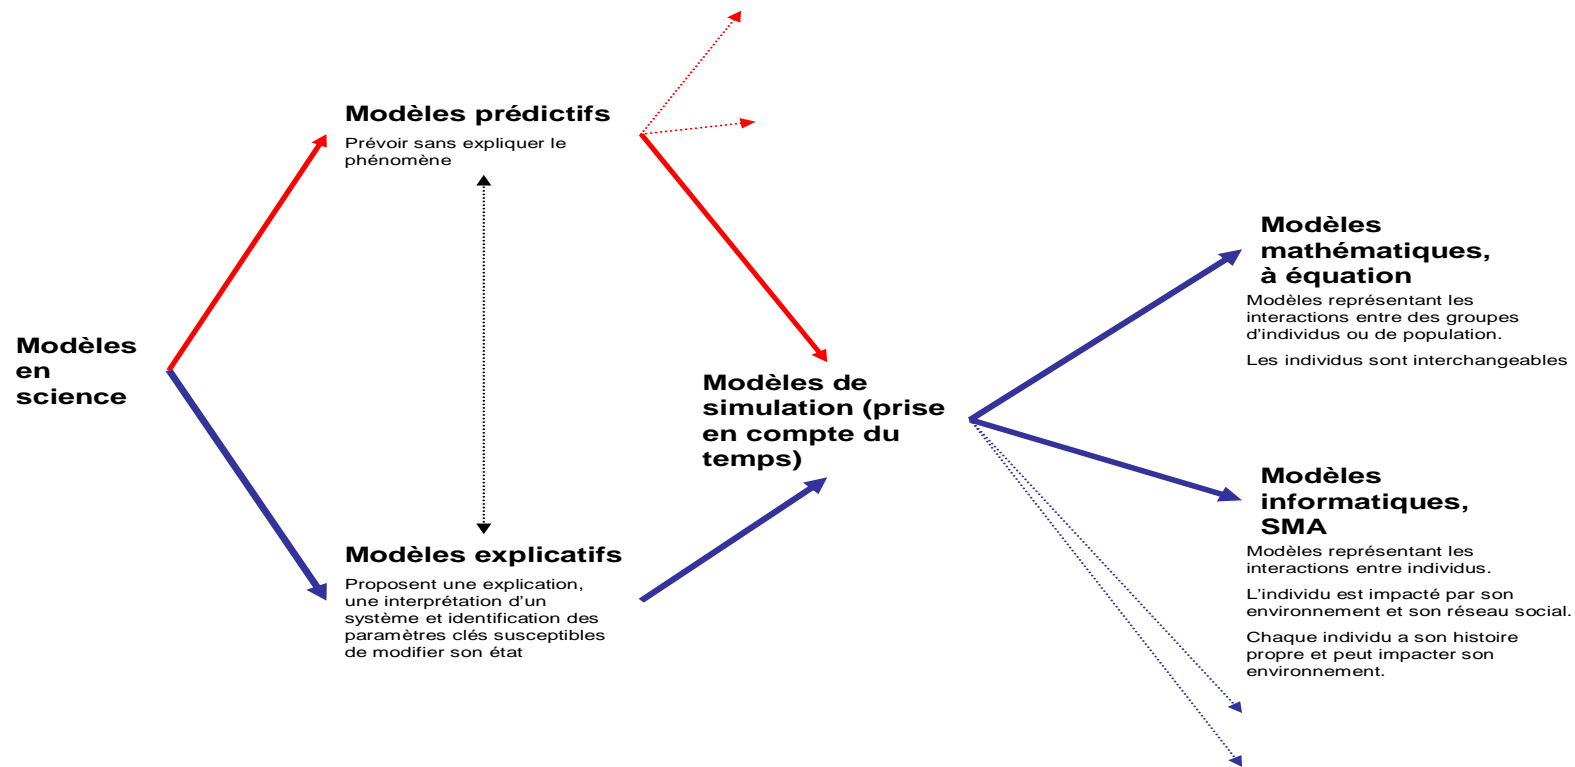 Modèles prédictifs
Prévoir sans expliquer le
phénomène
Modèles
en
science
Modèles explicatifs
Proposent une explication,
une interprétation d'un
système et identification des
paramètres clés susceptibles
de modifier son état
Modèles de
simulation (prise
en compte du
temps)
Modèles
mathématiques,
à équation
Modèles représentant les
interactions entre des groupes
d'individus ou de population.
Les individus sont interchangeables
Modèles
informatiques,
SMA
Modèles représentant les
interactions entre individus.
L'individu est impacté par son
environnement et son réseau social.
Chaque individu a son histoire
propre et peut impacter son
environnement.